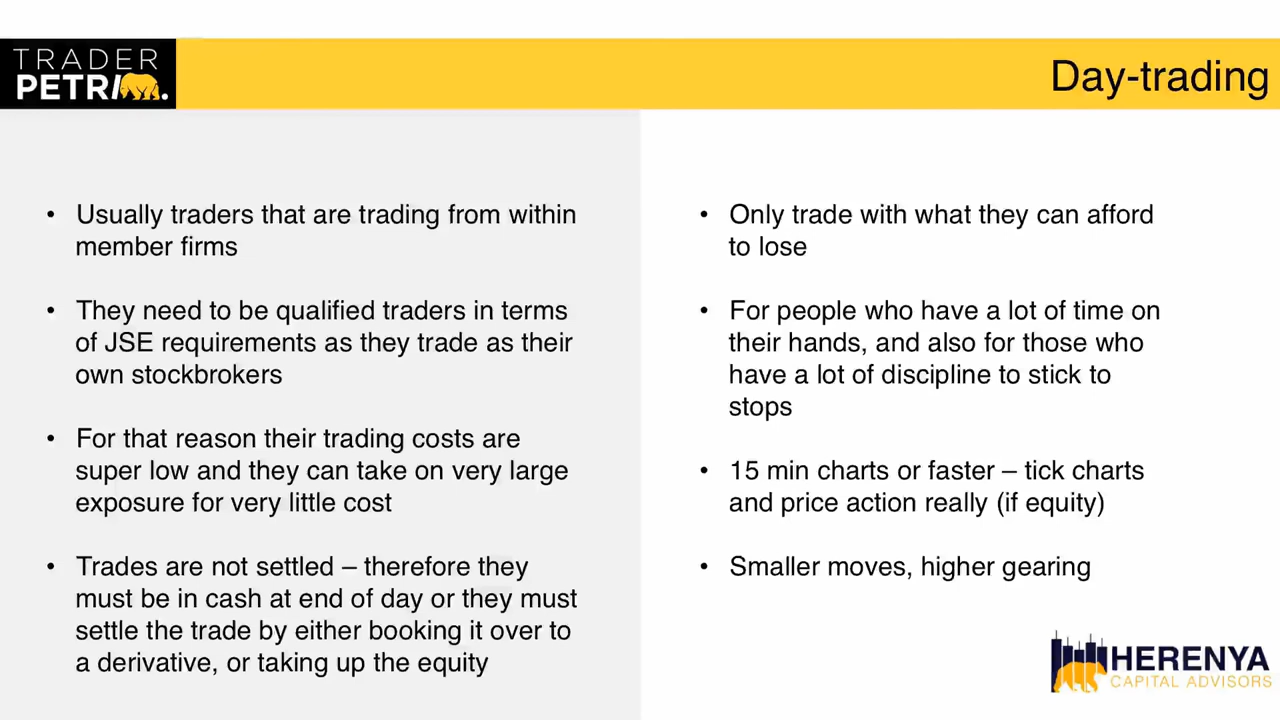 TRADER
PETRI.
Day-trading
• Usually traders that are trading from within
member firms
• They need to be qualified traders in terms
of JSE requirements as they trade as their
own stockbrokers
• For that reason their trading costs are
super low and they can take on very large
exposure for very little cost
• Trades are not settled – therefore they
must be in cash at end of day or they must
settle the trade by either booking it over to
a derivative, or taking up the equity
• Only trade with what they can afford
to lose
• For people who have a lot of time on
their hands, and also for those who
have a lot of discipline to stick to
stops
• 15 min charts or faster – tick charts
and price action really (if equity)
• Smaller moves, higher gearing
HERENYA
CAPITAL ADVISORS